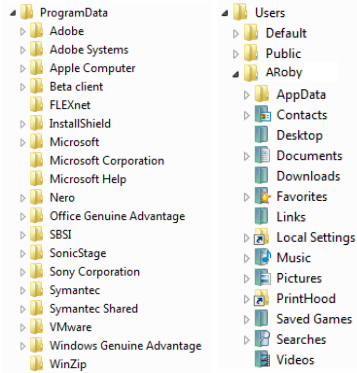 ProgramData
Adobe
Adobe Systems
Apple Computer
Beta client
FLEXnet
InstallShield
Microsoft
Microsoft Corporation
Microsoft Help
Nero
Office Genuine Advantage
SBSI
SonicStage
Sony Corporation
Symantec
Symantec Shared
VMware
Windows Genuine Advantage
WinZip
Users
Default
Public
ARoby
AppData
Contacts
Desktop
Documents
Downloads
Favorites
Links
Local Settings
Music
Pictures
PrintHood
Saved Games
Searches
Videos